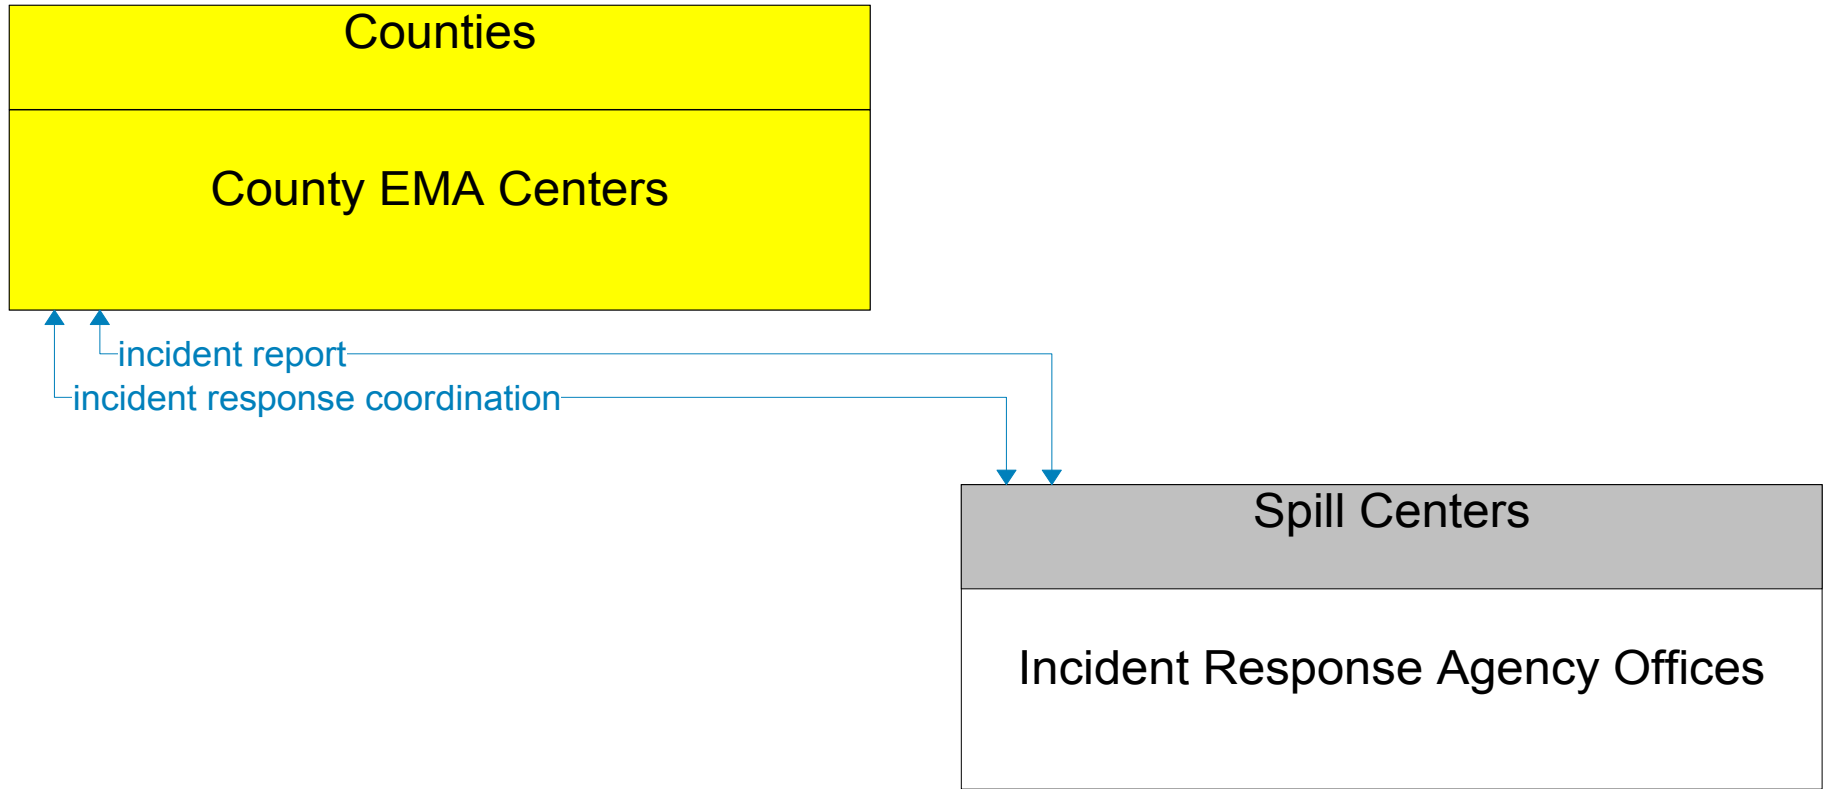 Counties
County EMA Centers
incident report
incident response coordination
Spill Centers
Incident Response Agency Offices